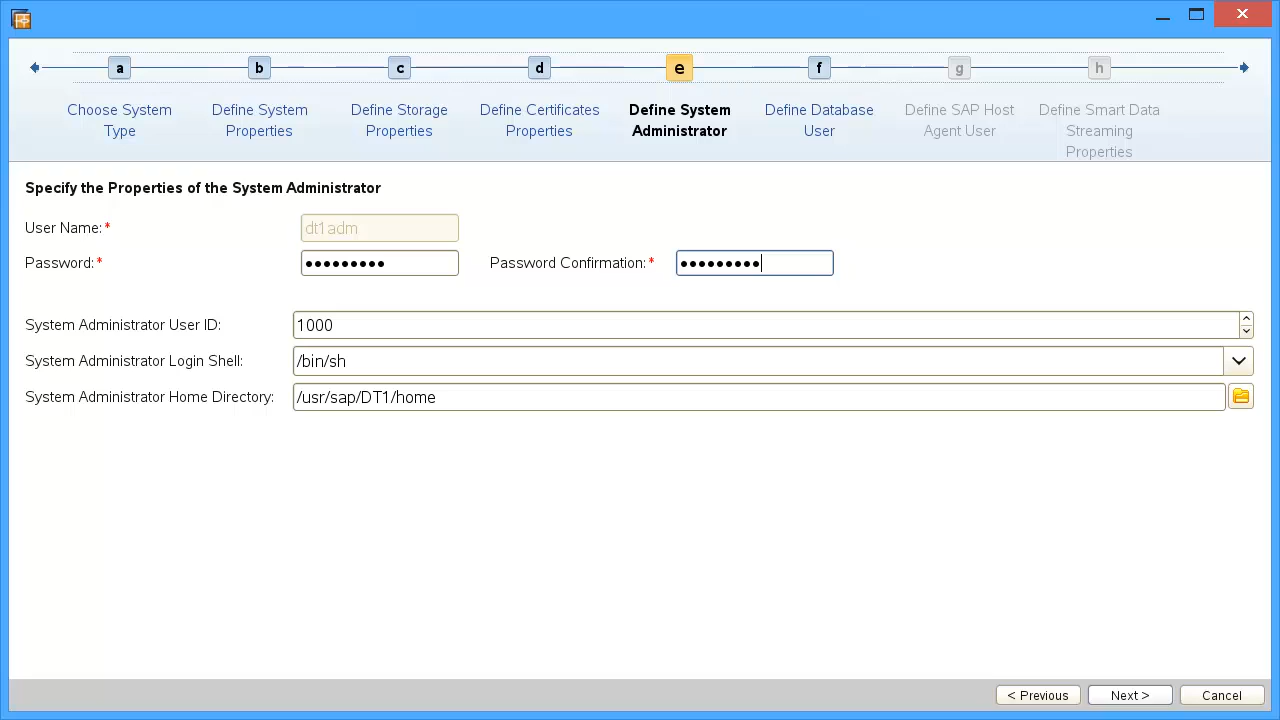 a b c d e f g h
Choose System Type
Define System Properties
Define Storage Properties
Define Certificates Properties
Define System Administrator
Define Database User
Define SAP Host Agent User
Define Smart Data Streaming Properties
Specify the Properties of the System Administrator
User Name:* dt1adm
Password:* ●●●●●●●●● Password Confirmation:* ●●●●●●●●●
System Administrator User ID: 1000
System Administrator Login Shell: /bin/sh
System Administrator Home Directory: /usr/sap/DT1/home
< Previous Next > Cancel